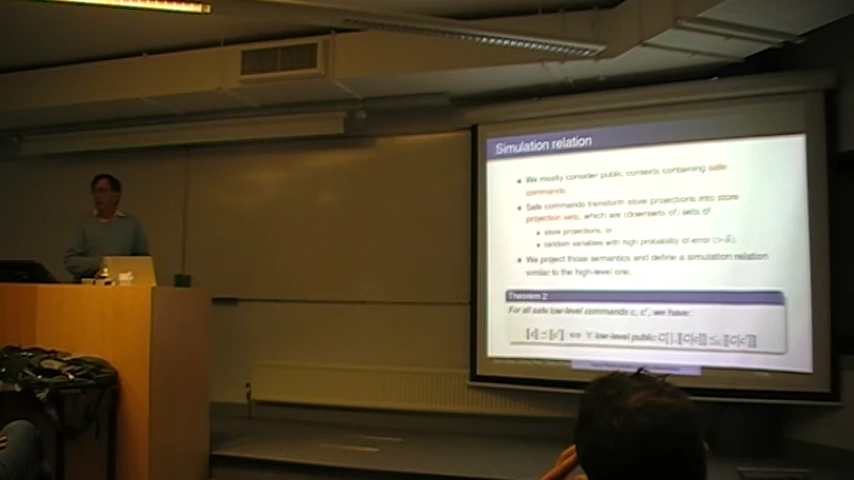 Simulation relation
We mostly consider public contexts containing safe
commands.
Safe commands transform store projections into store
projection sets, which are (downsets of) sets of
store projections, or
random variables with high probability of error
We project those semantics and define a simulation relation
similar to the high-level one.
Theorem 2
For all safe low-level commands c, c', we have:
⇔ ∀ low-level public C[].